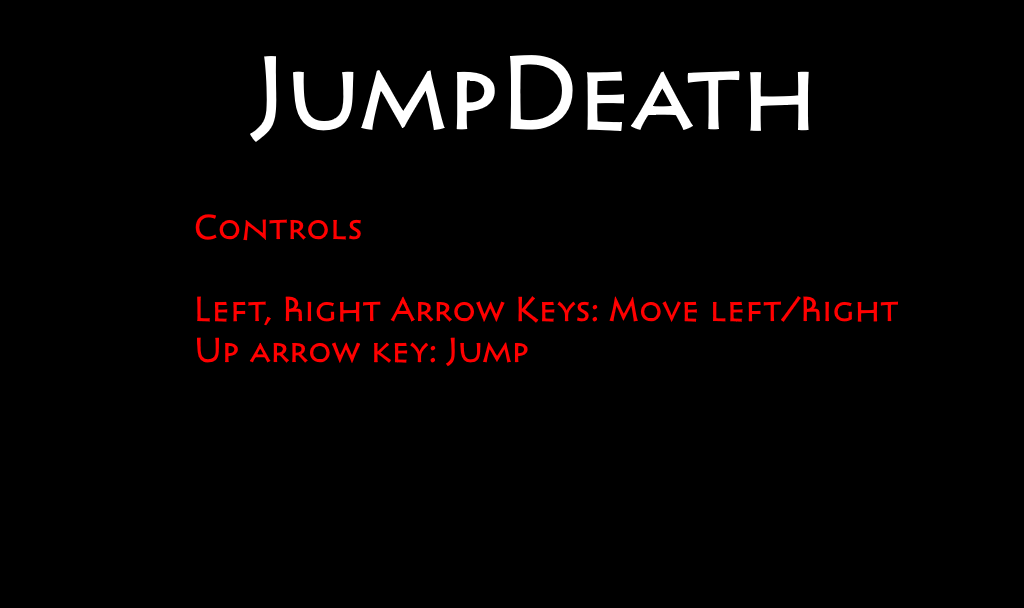 JumpDeath
Controls
Left, Right Arrow Keys: Move left/Right
Up arrow key: Jump